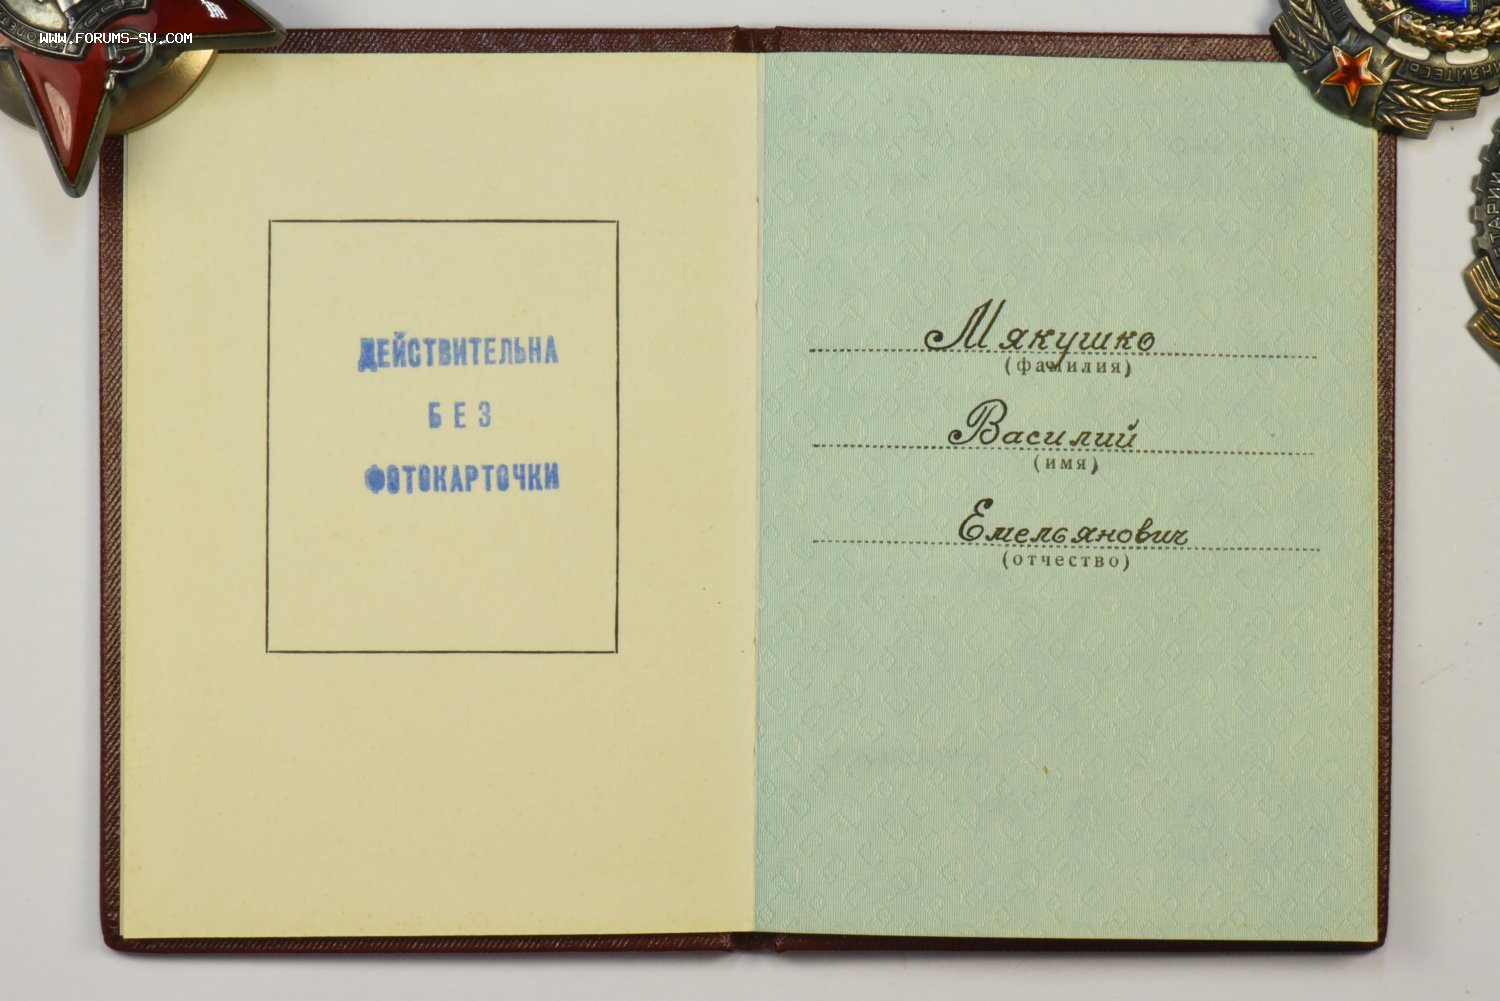 WWW.FORUMS-SU.COM
ДЕЙСТВИТЕЛЬНА
БЕЗ
ФОТОКАРТОЧКИ
Мякушко
(фамилия)
Василий
(имя)
Емельянович
(отчество)